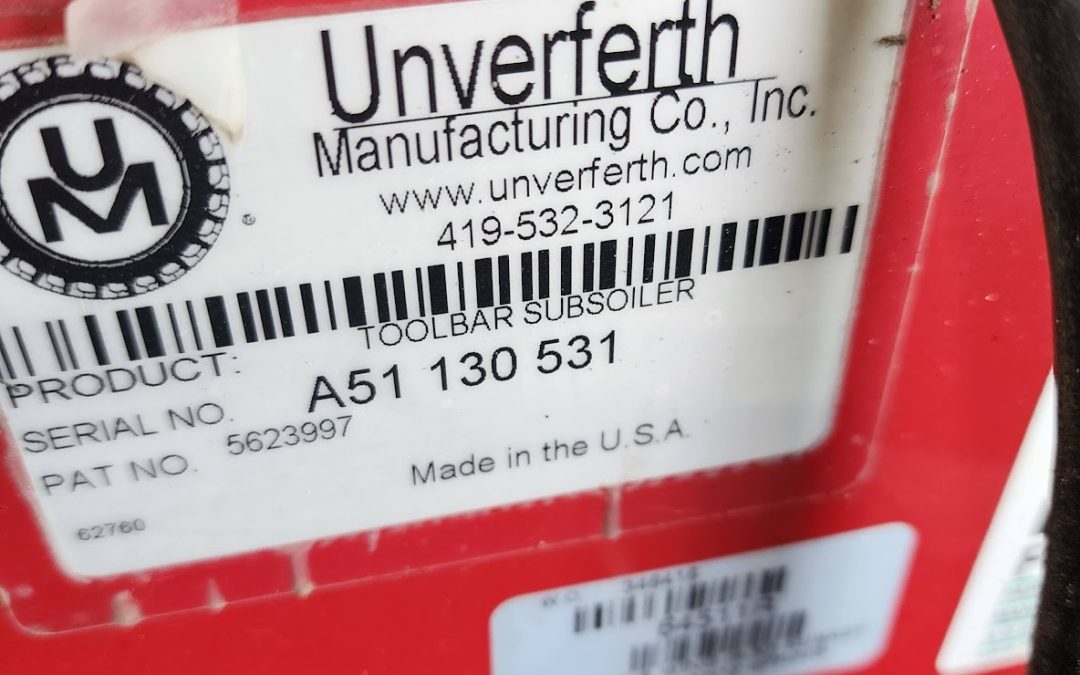 UM
®
Unverferth
Manufacturing Co., Inc.
www.unverferth.com
419-532-3121
PRODUCT: TOOLBAR SUBSOILER
SERIAL NO. A51 130 531
PAT NO. 5623997
Made in the U.S.A.
62760
W.O.